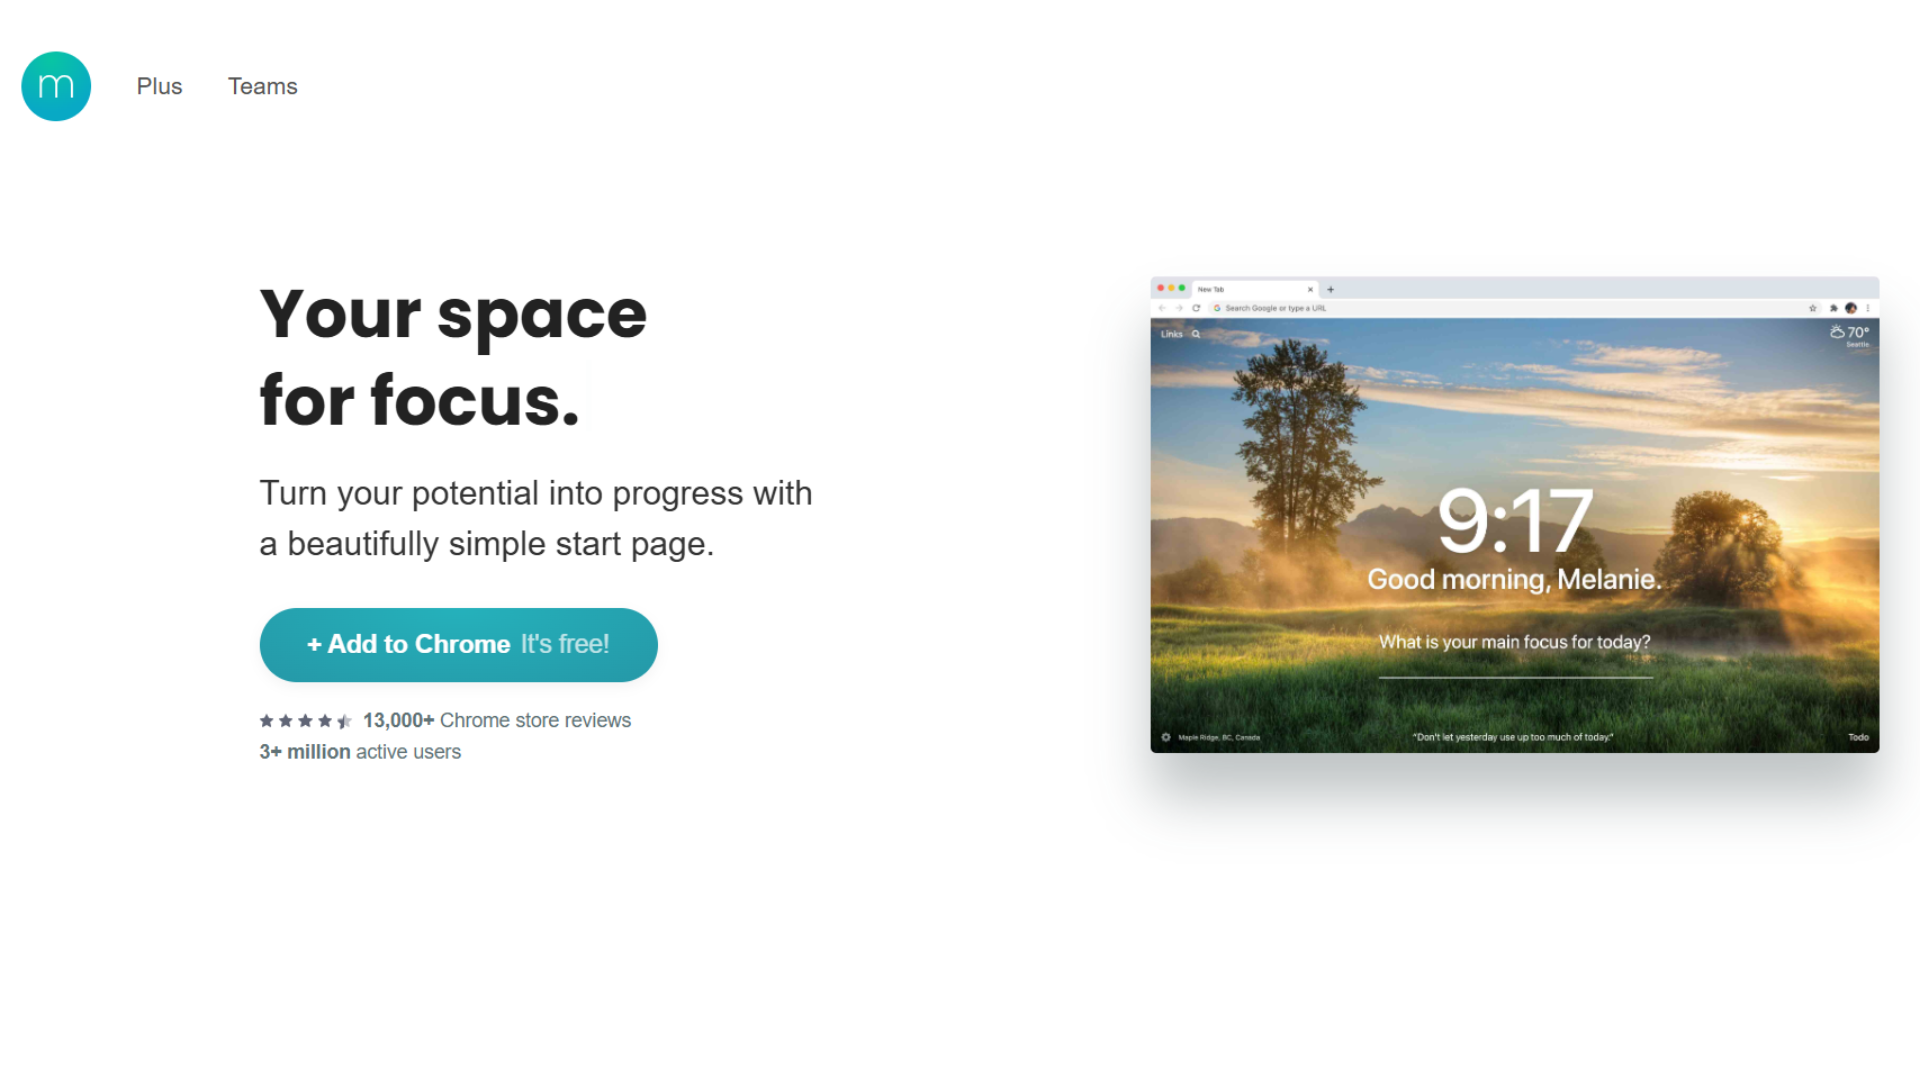 m
Plus
Teams
Your space
for focus.
Turn your potential into progress with
a beautifully simple start page.
+ Add to Chrome It's free!
13,000+ Chrome store reviews
3+ million active users
New Tab
Search Google or type a URL
Links
70°
Seattle
9:17
Good morning, Melanie.
What is your main focus for today?
Maple Ridge, BC, Canada
“Don't let yesterday use up too much of today.”
Todo